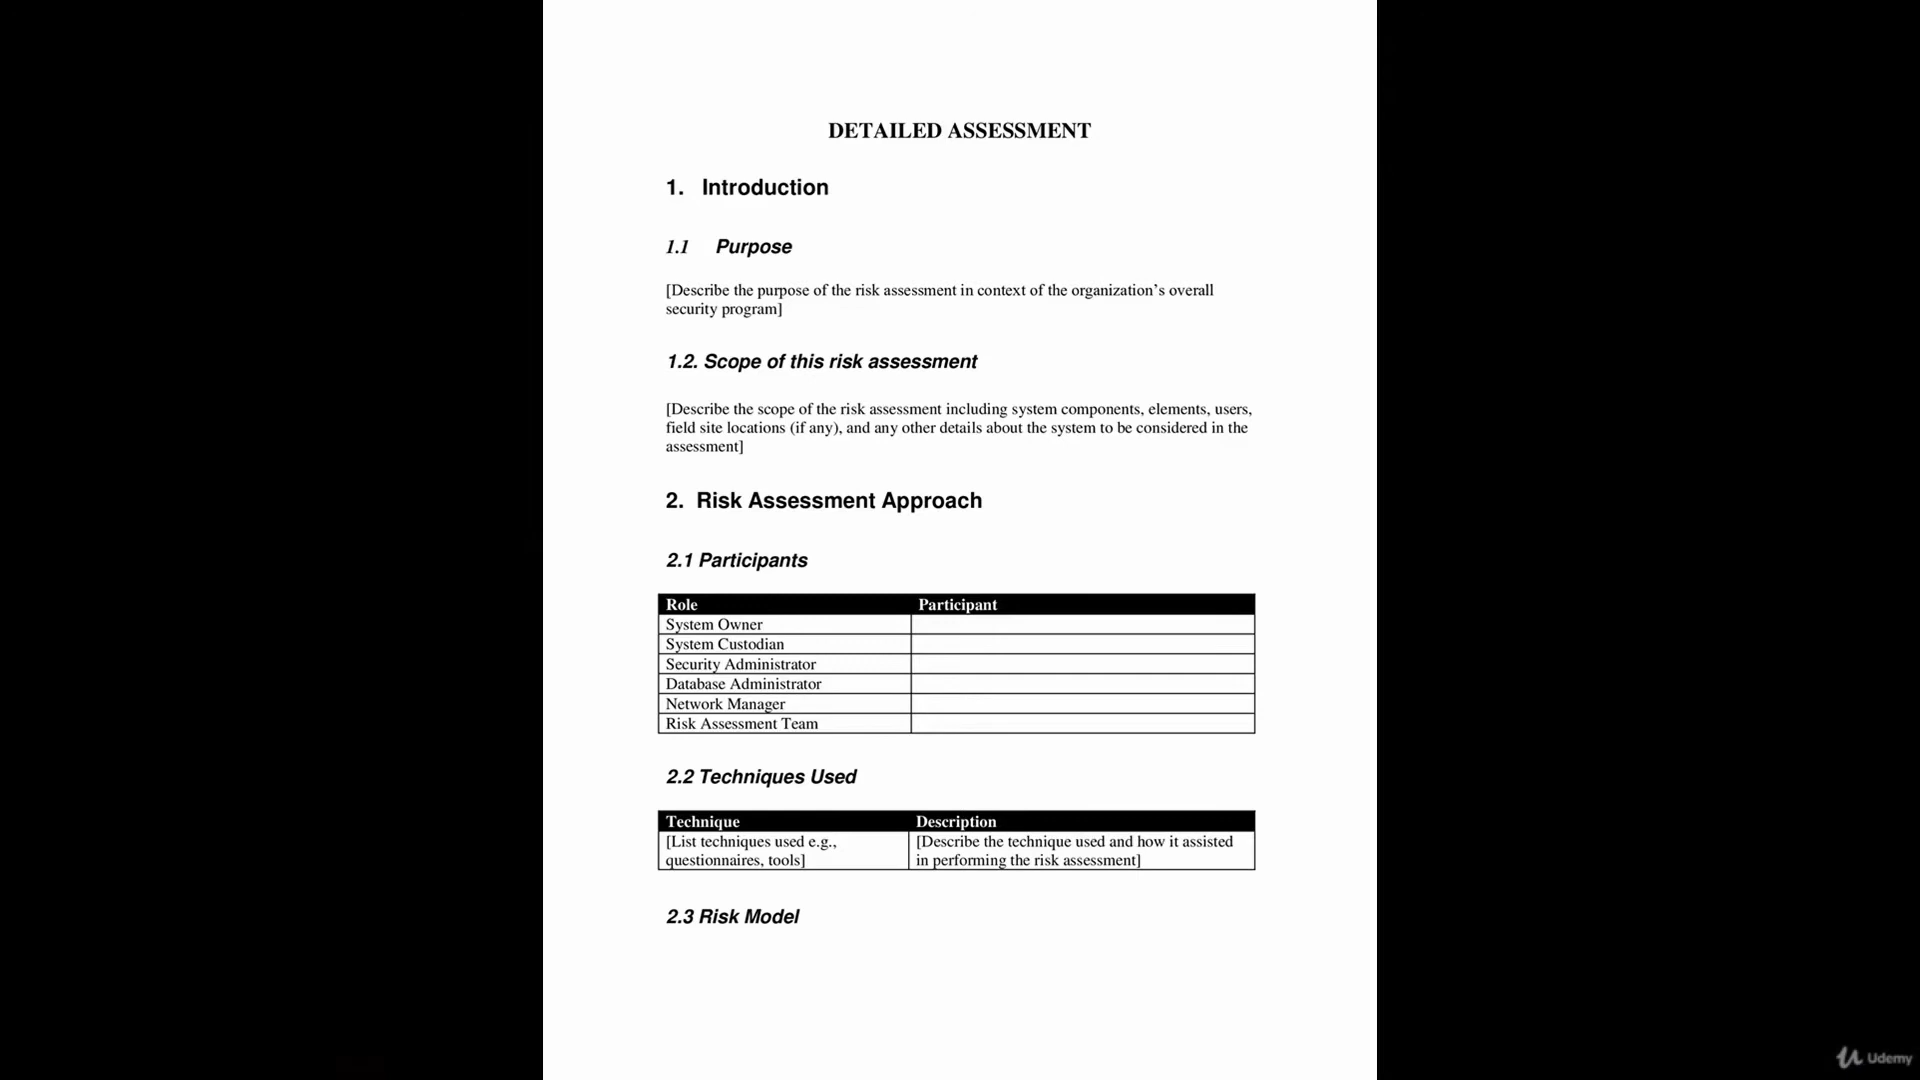 DETAILED ASSESSMENT
1. Introduction
1.1 Purpose
[Describe the purpose of the risk assessment in context of the organization’s overall
security program]
1.2. Scope of this risk assessment
[Describe the scope of the risk assessment including system components, elements, users,
field site locations (if any), and any other details about the system to be considered in the
assessment]
2. Risk Assessment Approach
2.1 Participants
Role Participant
System Owner
System Custodian
Security Administrator
Database Administrator
Network Manager
Risk Assessment Team
2.2 Techniques Used
Technique Description
[List techniques used e.g., [Describe the technique used and how it assisted
questionnaires, tools] in performing the risk assessment]
2.3 Risk Model
Udemy